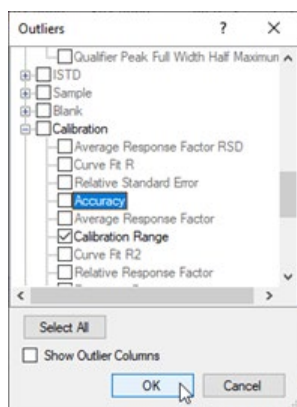 Outliers
Qualifier Peak Full Width Half Maximun
ISTD
Sample
Blank
Calibration
Average Response Factor RSD
Curve Fit R
Relative Standard Error
Accuracy
Average Response Factor
Calibration Range
Curve Fit R2
Relative Response Factor
Select All
Show Outlier Columns
OK
Cancel